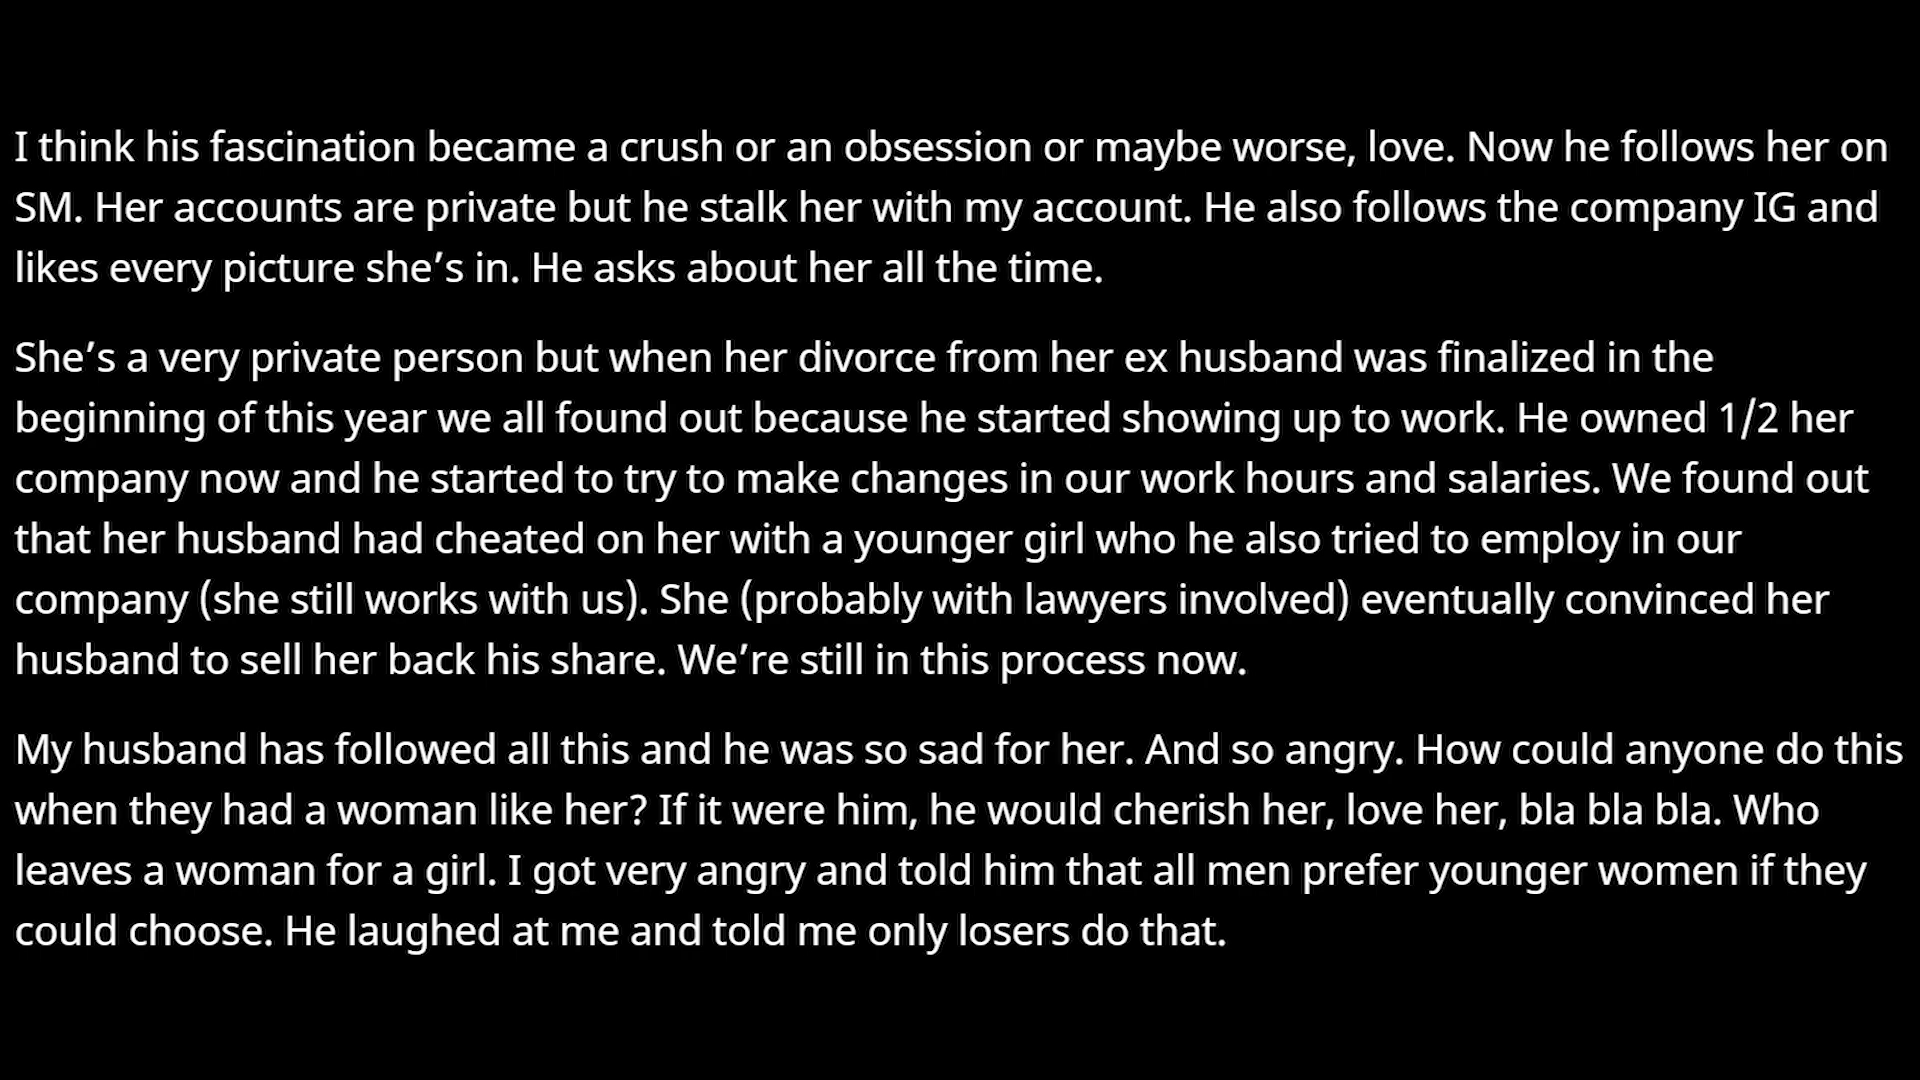 I think his fascination became a crush or an obsession or maybe worse, love. Now he follows her on
SM. Her accounts are private but he stalk her with my account. He also follows the company IG and
likes every picture she’s in. He asks about her all the time.
She’s a very private person but when her divorce from her ex husband was finalized in the
beginning of this year we all found out because he started showing up to work. He owned 1/2 her
company now and he started to try to make changes in our work hours and salaries. We found out
that her husband had cheated on her with a younger girl who he also tried to employ in our
company (she still works with us). She (probably with lawyers involved) eventually convinced her
husband to sell her back his share. We’re still in this process now.
My husband has followed all this and he was so sad for her. And so angry. How could anyone do this
when they had a woman like her? If it were him, he would cherish her, love her, bla bla bla. Who
leaves a woman for a girl. I got very angry and told him that all men prefer younger women if they
could choose. He laughed at me and told me only losers do that.